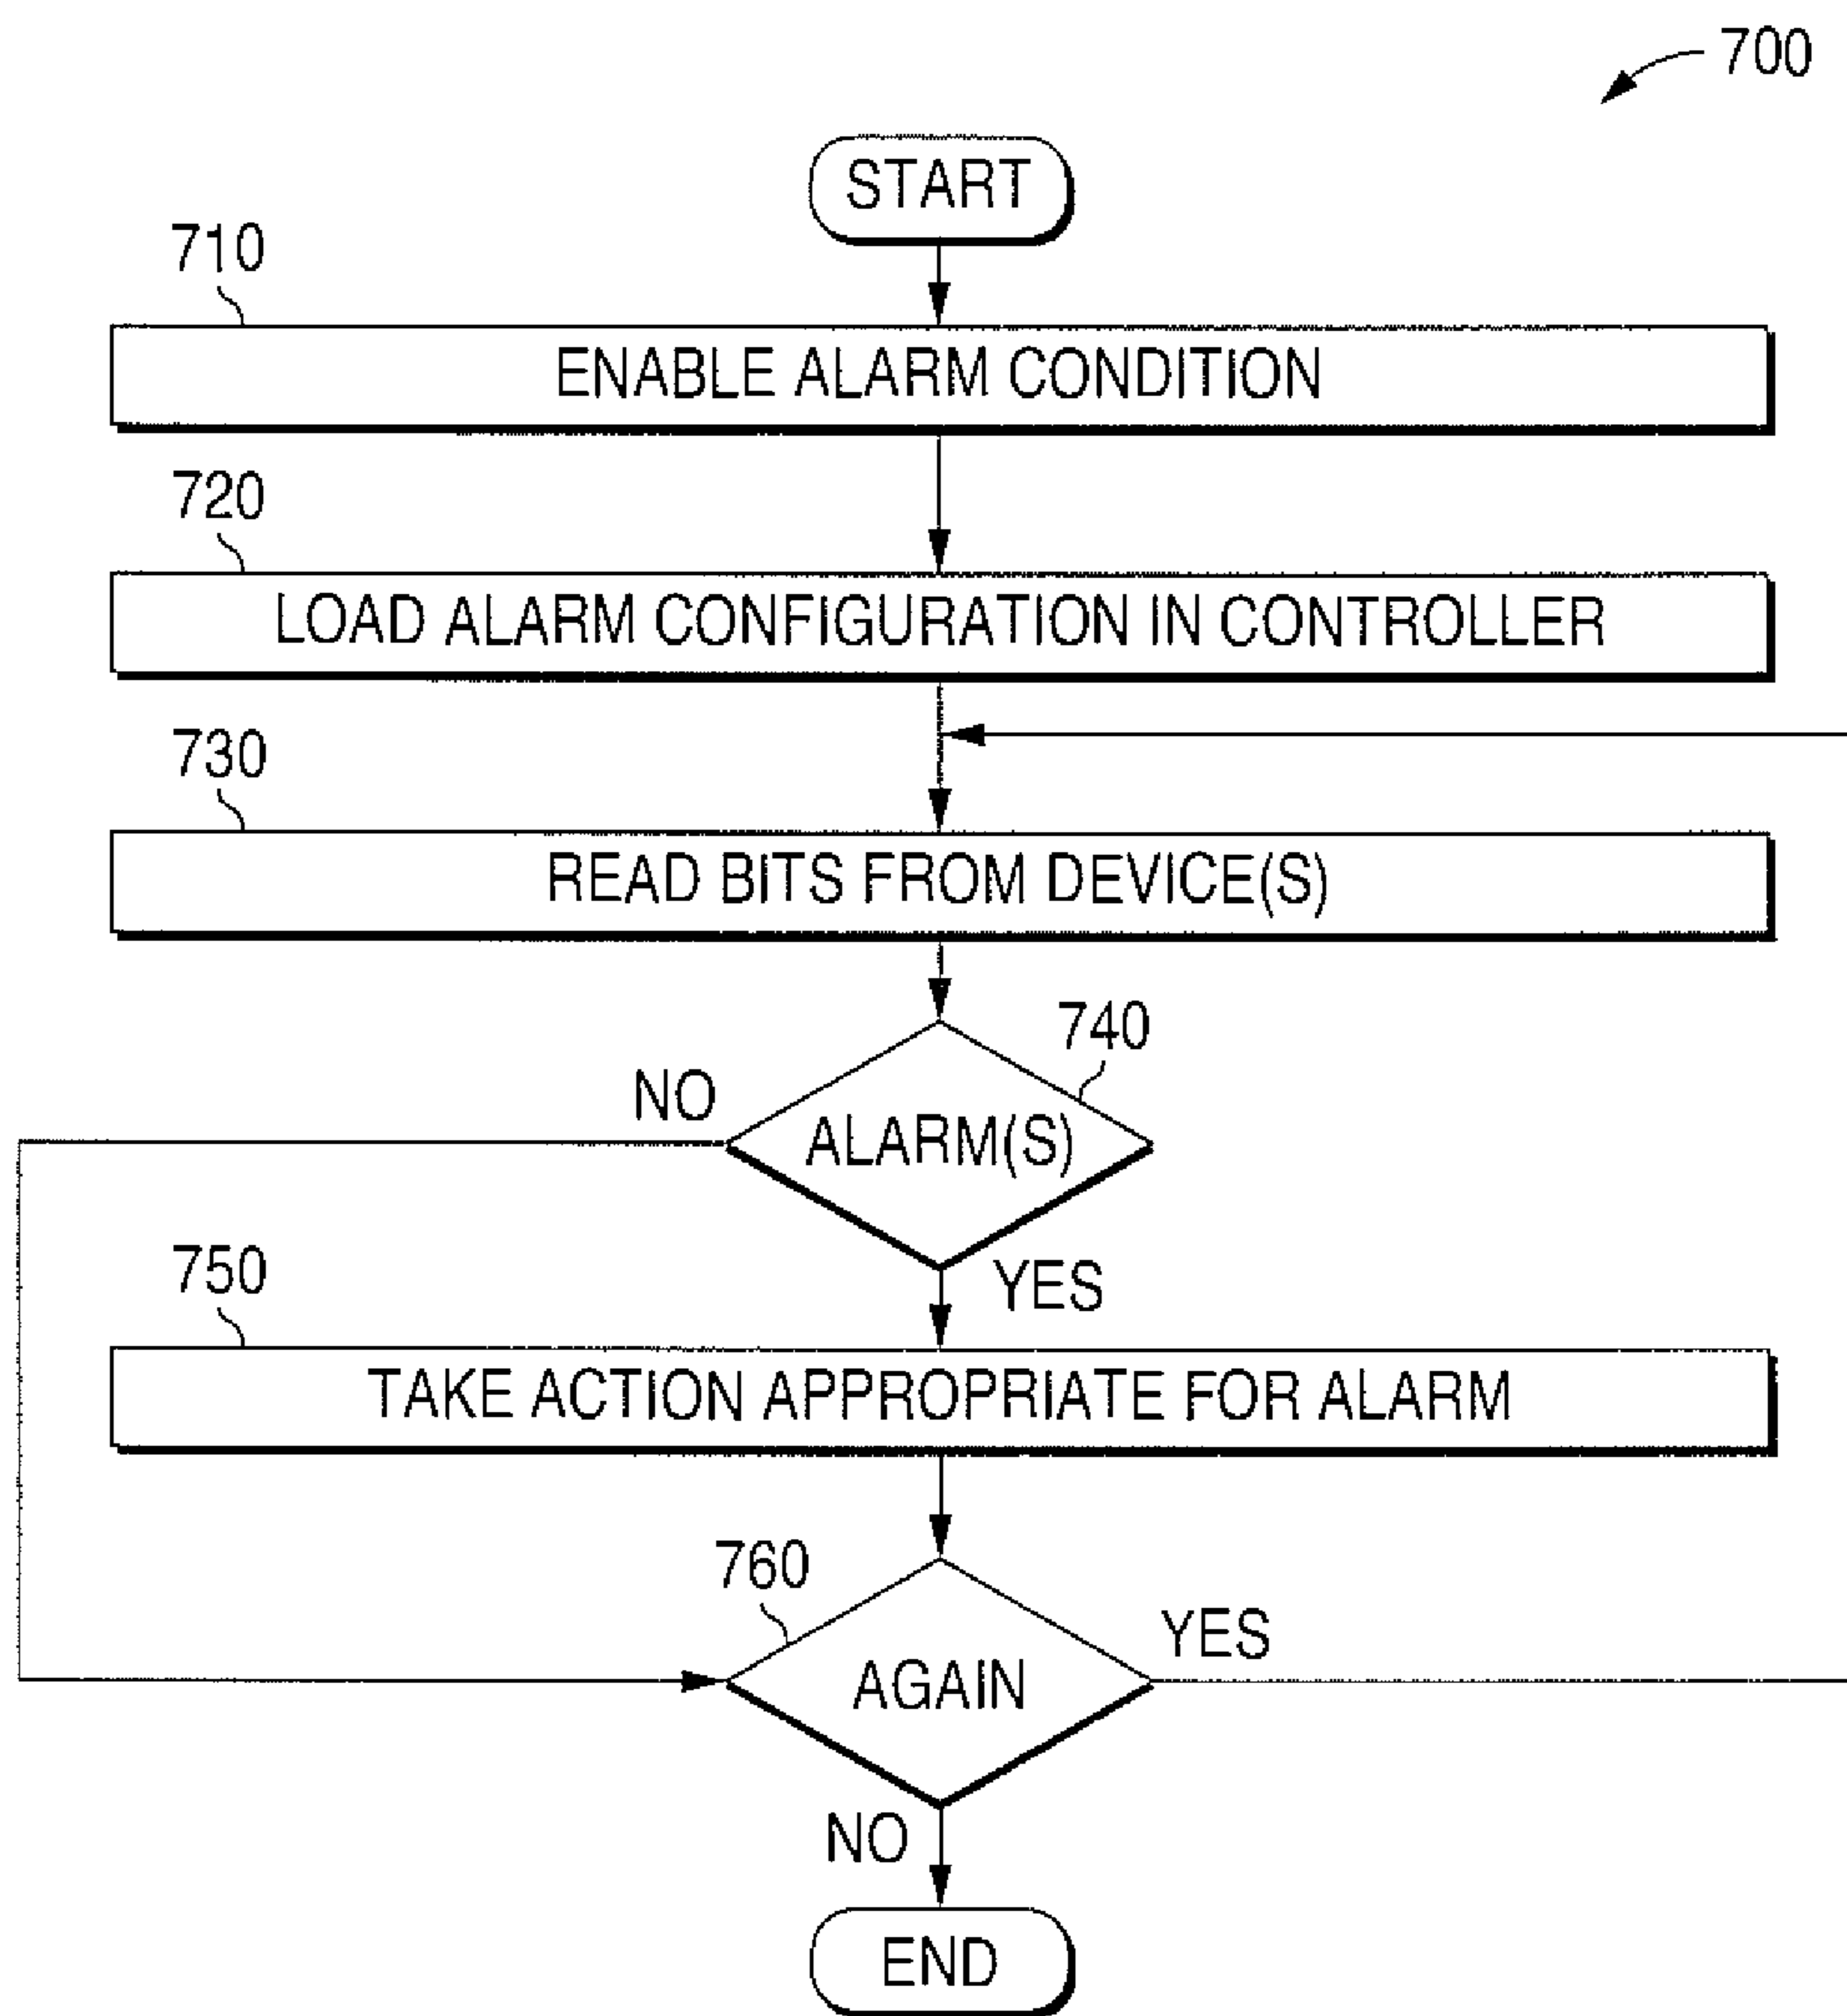 700
START
710
ENABLE ALARM CONDITION
720
LOAD ALARM CONFIGURATION IN CONTROLLER
730
READ BITS FROM DEVICE(S)
740
NO
ALARM(S)
YES
750
TAKE ACTION APPROPRIATE FOR ALARM
760
YES
AGAIN
NO
END